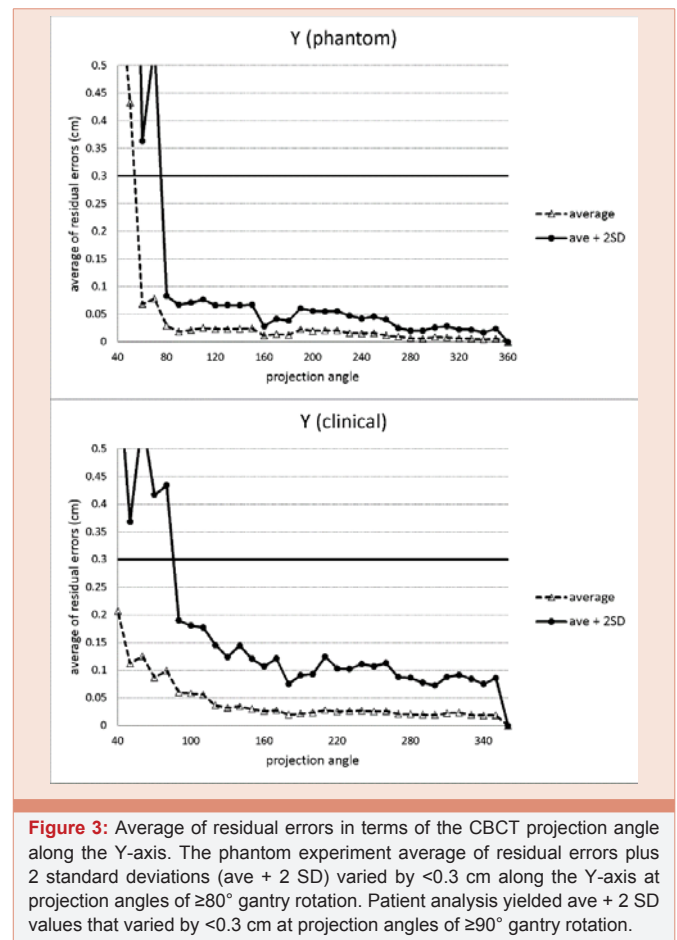 Y (phantom)
0.5
0.45
0.4
0.35
0.3
0.25
0.2
0.15
0.1
0.05
0
average of residual errors (cm)
40 80 120 160 200 240 280 320 360
projection angle
average
ave + 2SD
Y (clinical)
0.5
0.45
0.4
0.35
0.3
0.25
0.2
0.15
0.1
0.05
0
average of residual errors (cm)
40 100 160 220 280 340
projection angle
average
ave + 2SD
Figure 3: Average of residual errors in terms of the CBCT projection angle
along the Y-axis. The phantom experiment average of residual errors plus
2 standard deviations (ave + 2 SD) varied by <0.3 cm along the Y-axis at
projection angles of ≥80° gantry rotation. Patient analysis yielded ave + 2 SD
values that varied by <0.3 cm at projection angles of ≥90° gantry rotation.